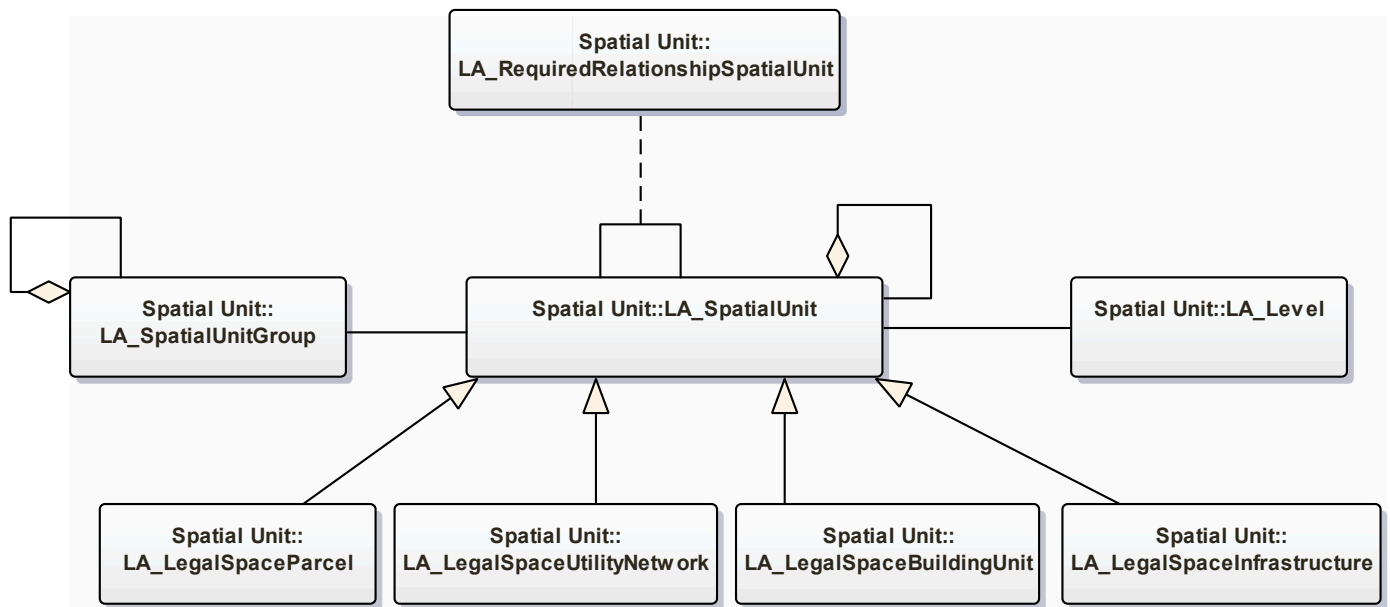 Spatial Unit::
LA_RequiredRelationshipSpatialUnit
Spatial Unit::
LA_SpatialUnitGroup
Spatial Unit::LA_SpatialUnit
Spatial Unit::LA_Level
Spatial Unit::
LA_LegalSpaceParcel
Spatial Unit::
LA_LegalSpaceUtilityNetwork
Spatial Unit::
LA_LegalSpaceBuildingUnit
Spatial Unit::
LA_LegalSpaceInfrastructure